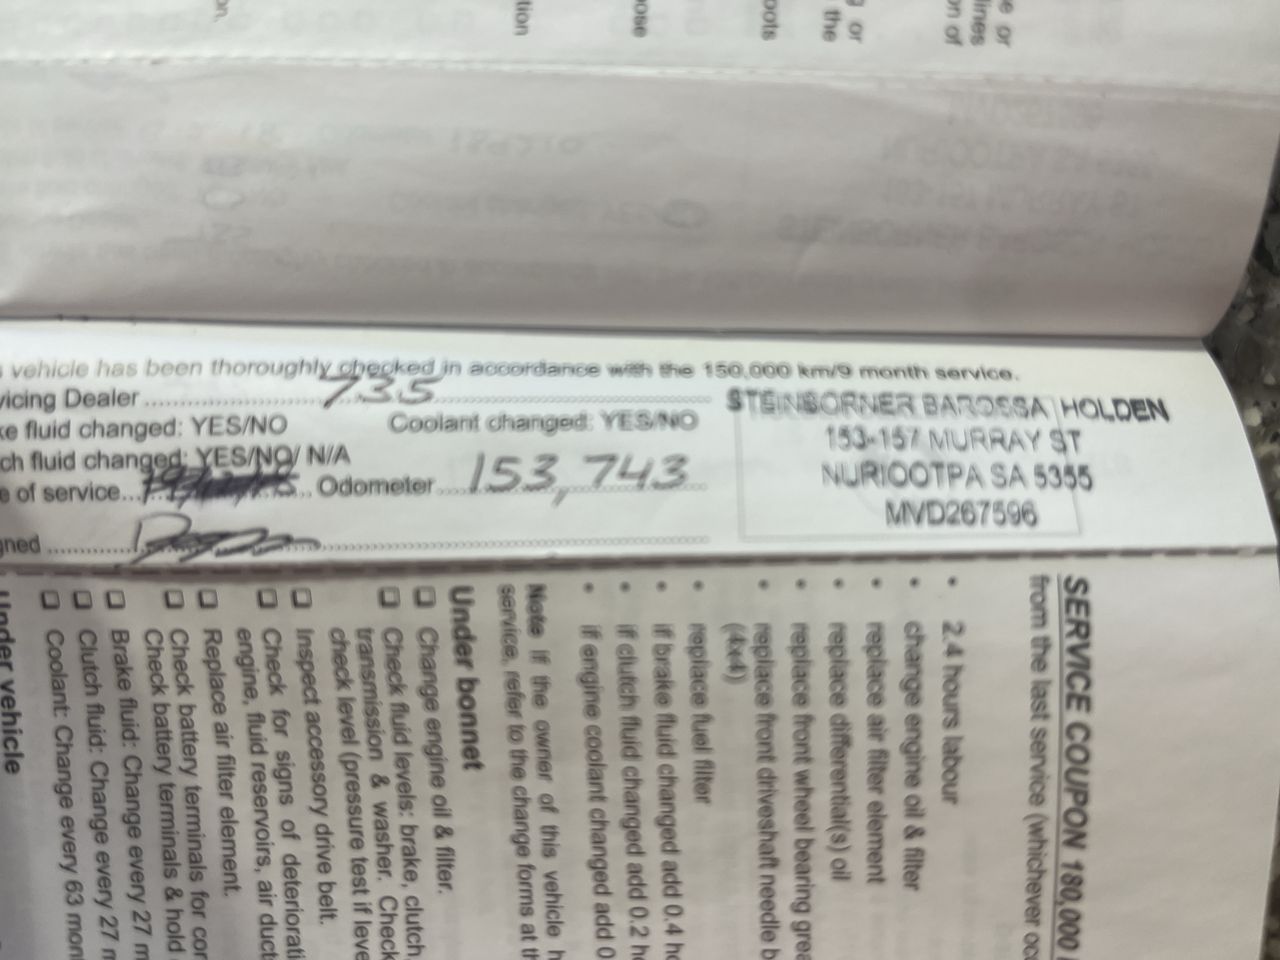 vehicle has been thoroughly checked in accordance with the 150,000 km/9 month service.
vicing Dealer 735
ke fluid changed: YES/NO Coolant changed: YES/NO
ch fluid changed: YES/NO/ N/A
e of service Odometer 153,743
ned
STEINBORNER BAROSSA HOLDEN
153-157 MURRAY ST
NURIOOTPA SA 5355
MVD267596
SERVICE COUPON 180,000
from the last service (whichever oc
• 2.4 hours labour
• change engine oil & filter
• replace air filter element
• replace differential(s) oil
• replace front wheel bearing grea
• replace front driveshaft needle b
(4x4)
• replace fuel filter
• if brake fluid changed add 0.4 ho
• if clutch fluid changed add 0.2 ho
• if engine coolant changed add 0
Note If the owner of this vehicle h
service, refer to the change forms at th
Under bonnet
❑ Change engine oil & filter.
❑ Check fluid levels: brake, clutch,
transmission & washer. Check
check level (pressure test if leve
❑ Inspect accessory drive belt.
❑ Check for signs of deteriorati
engine, fluid reservoirs, air duct
❑ Replace air filter element.
❑ Check battery terminals for cor
Check battery terminals & hold
❑ Brake fluid: Change every 27 m
❑ Clutch fluid: Change every 27 m
❑ Coolant: Change every 63 mon
Under vehicle